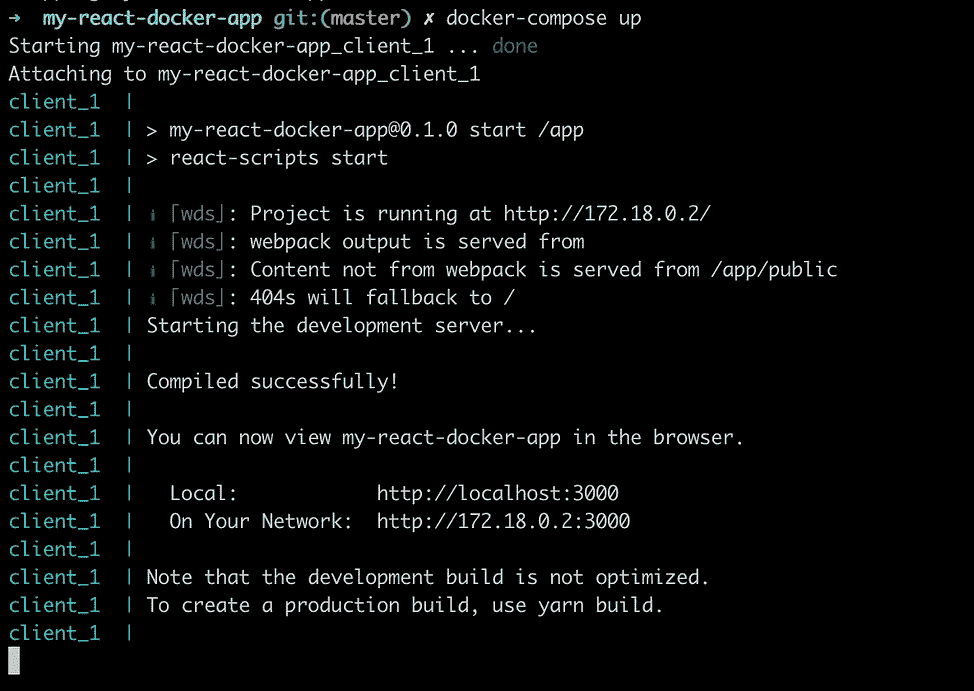 ➜  my-react-docker-app git:(master) ✗ docker-compose up
Starting my-react-docker-app_client_1 ... done
Attaching to my-react-docker-app_client_1
client_1  |
client_1  | > my-react-docker-app@0.1.0 start /app
client_1  | > react-scripts start
client_1  |
client_1  | ℹ ｢wds｣: Project is running at http://172.18.0.2/
client_1  | ℹ ｢wds｣: webpack output is served from
client_1  | ℹ ｢wds｣: Content not from webpack is served from /app/public
client_1  | ℹ ｢wds｣: 404s will fallback to /
client_1  | Starting the development server...
client_1  |
client_1  | Compiled successfully!
client_1  |
client_1  | You can now view my-react-docker-app in the browser.
client_1  |
client_1  |   Local:            http://localhost:3000
client_1  |   On Your Network:  http://172.18.0.2:3000
client_1  |
client_1  | Note that the development build is not optimized.
client_1  | To create a production build, use yarn build.
client_1  |